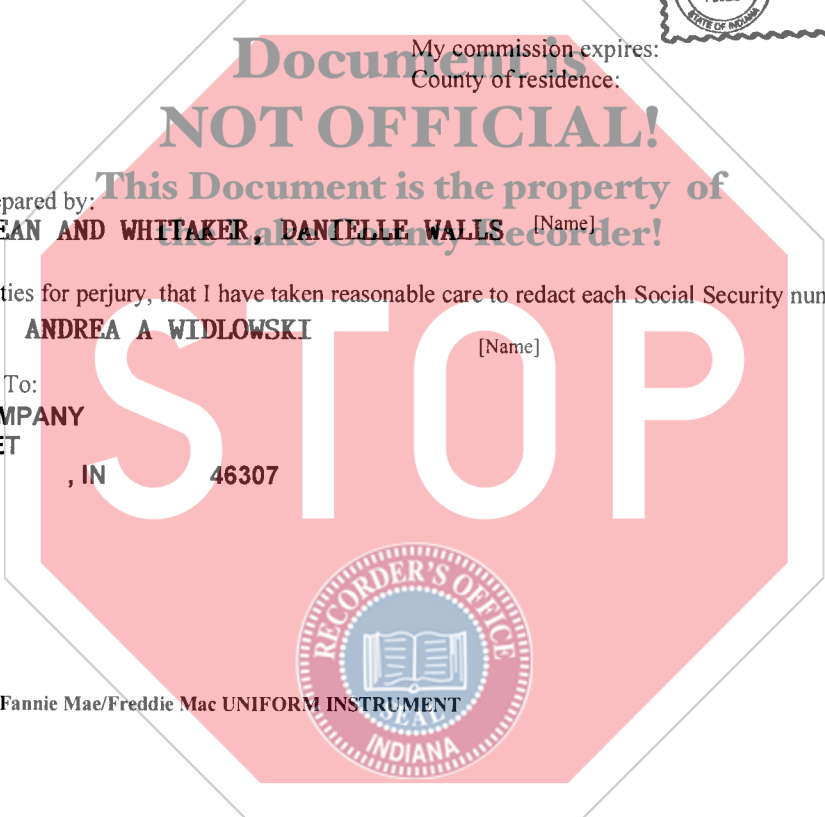 STATE OF INDIANA
My commission expires:
County of residence:
Document is
NOT OFFICIAL!
This Document is the property of
the Lake County Recorder!
epared by:
EAN AND WHITAKER, DANIELLE WALLS [Name]
ties for perjury, that I have taken reasonable care to redact each Social Security num
ANDREA A WIDLOWSKI
[Name]
To:
MPANY
ET
, IN 46307
STOP
RECORDER'S OFFICE
SEAL
INDIANA
Fannie Mae/Freddie Mac UNIFORM INSTRUMENT